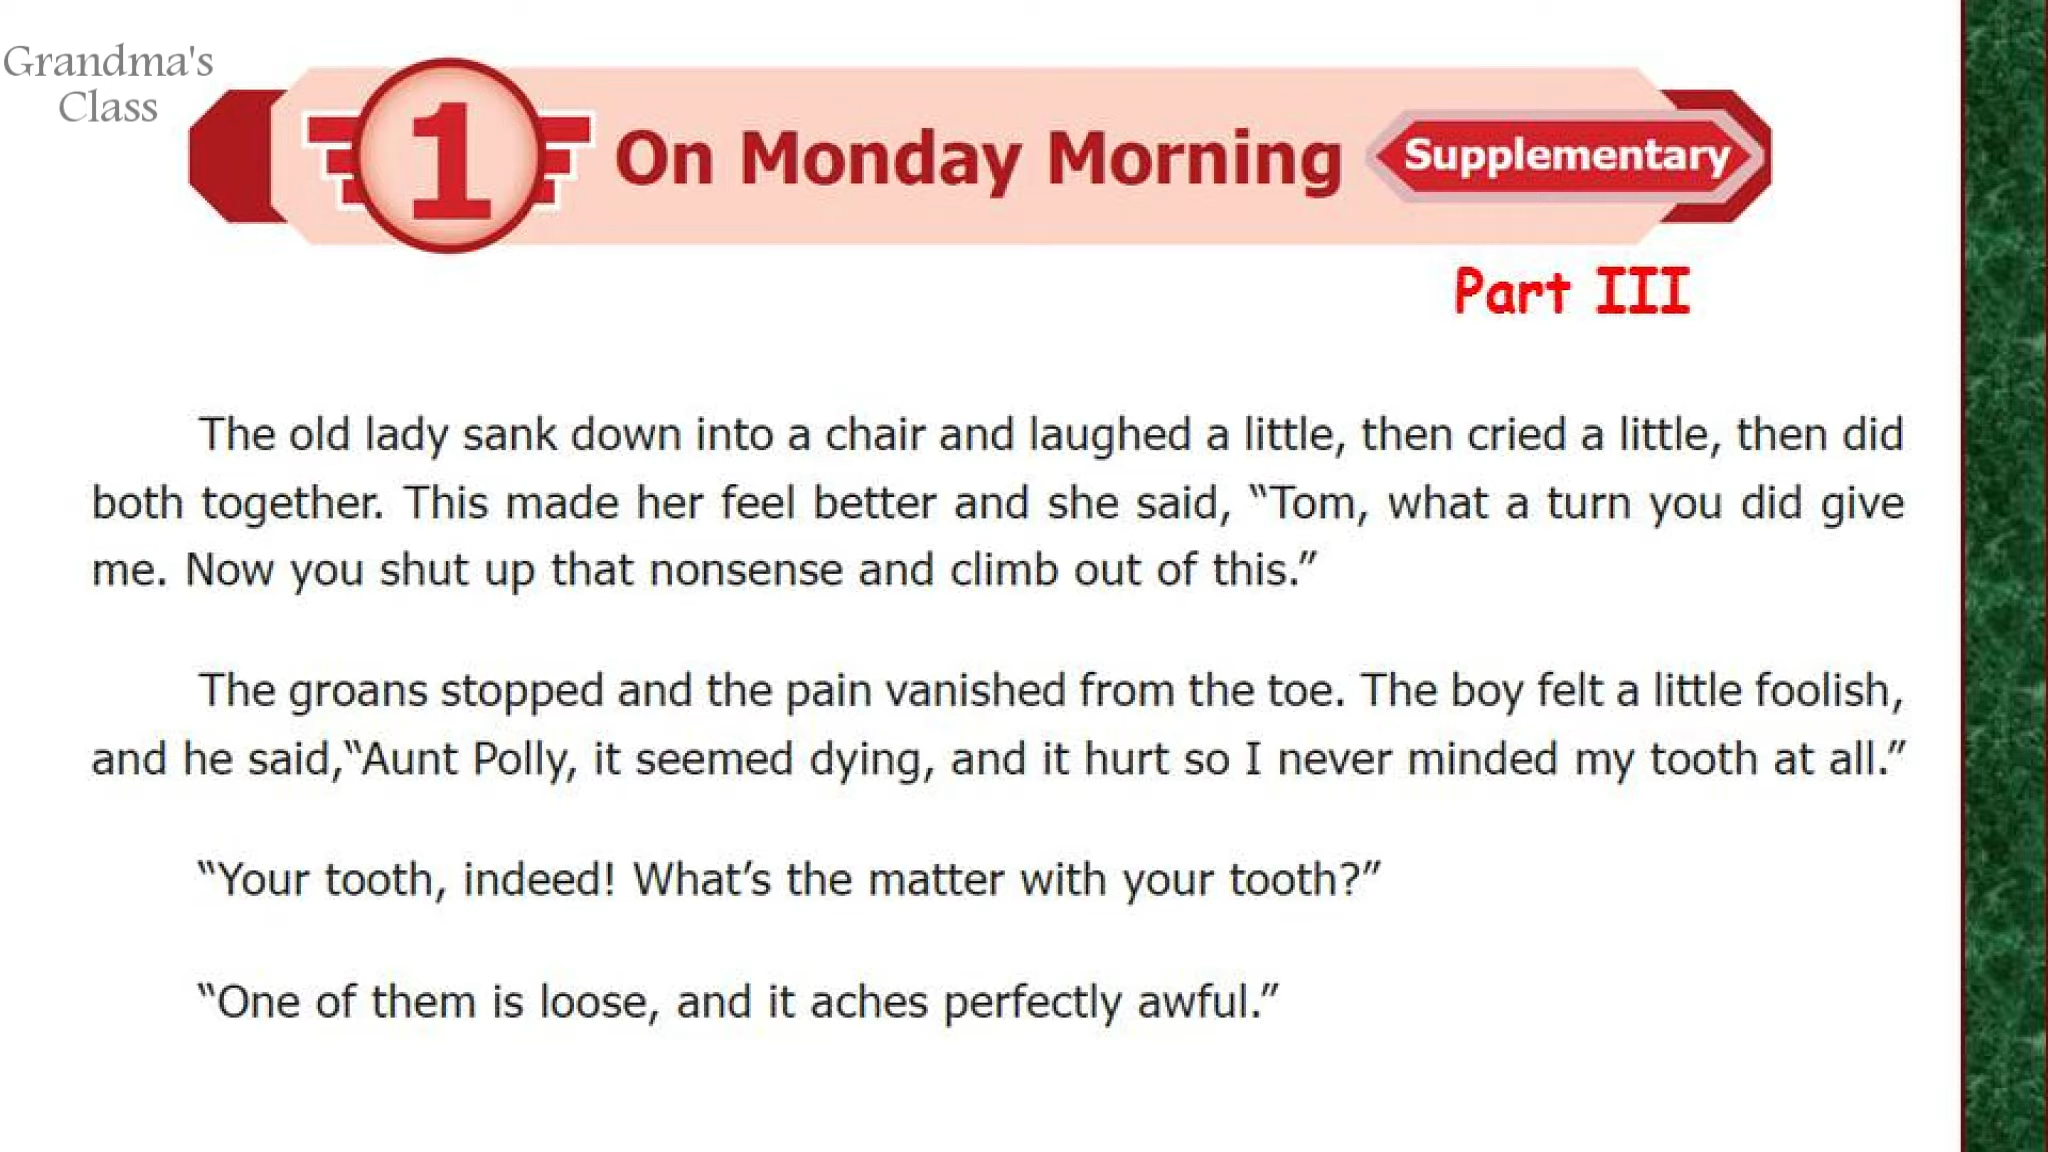 Grandma's
Class
1 On Monday Morning Supplementary
Part III
The old lady sank down into a chair and laughed a little, then cried a little, then did
both together. This made her feel better and she said, “Tom, what a turn you did give
me. Now you shut up that nonsense and climb out of this.”
The groans stopped and the pain vanished from the toe. The boy felt a little foolish,
and he said,“Aunt Polly, it seemed dying, and it hurt so I never minded my tooth at all.”
“Your tooth, indeed! What’s the matter with your tooth?”
“One of them is loose, and it aches perfectly awful.”